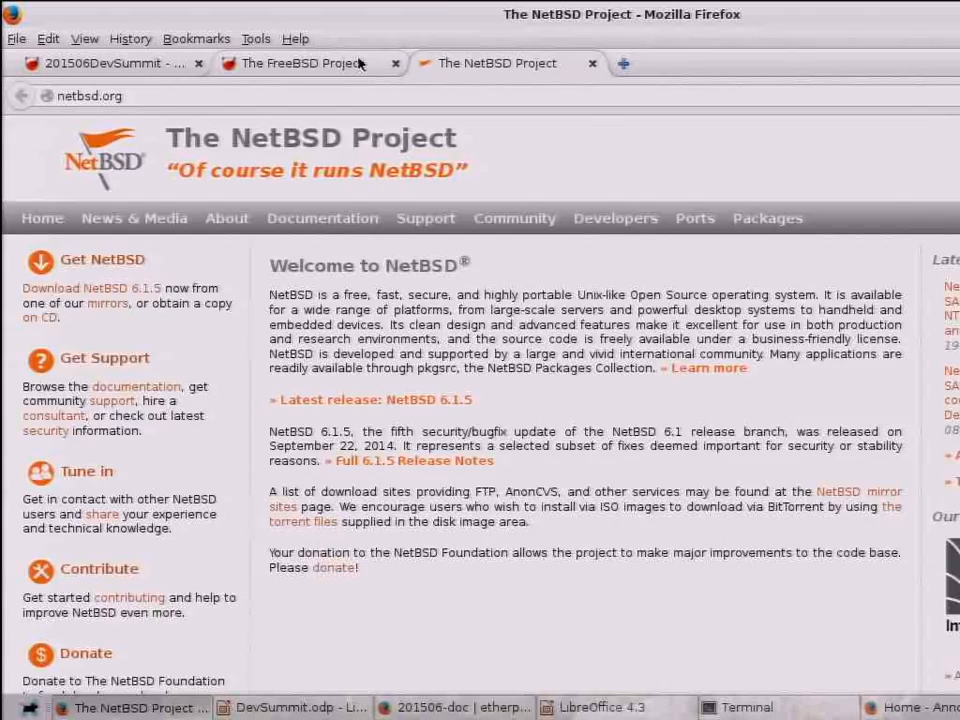 The NetBSD Project - Mozilla Firefox
File Edit View History Bookmarks Tools Help
201506DevSummit - ...
The FreeBSD Project
The NetBSD Project
netbsd.org
NetBSD®
The NetBSD Project
“Of course it runs NetBSD”
Home News & Media About Documentation Support Community Developers Ports Packages
Get NetBSD
Download NetBSD 6.1.5 now from
one of our mirrors, or obtain a copy
on CD.
Get Support
Browse the documentation, get
community support, hire a
consultant, or check out latest
security information.
Tune in
Get in contact with other NetBSD
users and share your experience
and technical knowledge.
Contribute
Get started contributing and help to
improve NetBSD even more.
Donate
Donate to The NetBSD Foundation
Welcome to NetBSD®
NetBSD is a free, fast, secure, and highly portable Unix-like Open Source operating system. It is available
for a wide range of platforms, from large-scale servers and powerful desktop systems to handheld and
embedded devices. Its clean design and advanced features make it excellent for use in both production
and research environments, and the source code is freely available under a business-friendly license.
NetBSD is developed and supported by a large and vivid international community. Many applications are
readily available through pkgsrc, the NetBSD Packages Collection. » Learn more
» Latest release: NetBSD 6.1.5
NetBSD 6.1.5, the fifth security/bugfix update of the NetBSD 6.1 release branch, was released on
September 22, 2014. It represents a selected subset of fixes deemed important for security or stability
reasons. » Full 6.1.5 Release Notes
A list of download sites providing FTP, AnonCVS, and other services may be found at the NetBSD mirror
sites page. We encourage users who wish to install via ISO images to download via BitTorrent by using the
torrent files supplied in the disk image area.
Your donation to the NetBSD Foundation allows the project to make major improvements to the code base.
Please donate!
Late
Ne
SA
NT
an
19
Ne
SA
co
De
08
» A
» T
Our
In
» A
The NetBSD Project ...
DevSummit.odp - Li...
201506-doc | etherp...
LibreOffice 4.3
Terminal
Home - Anno